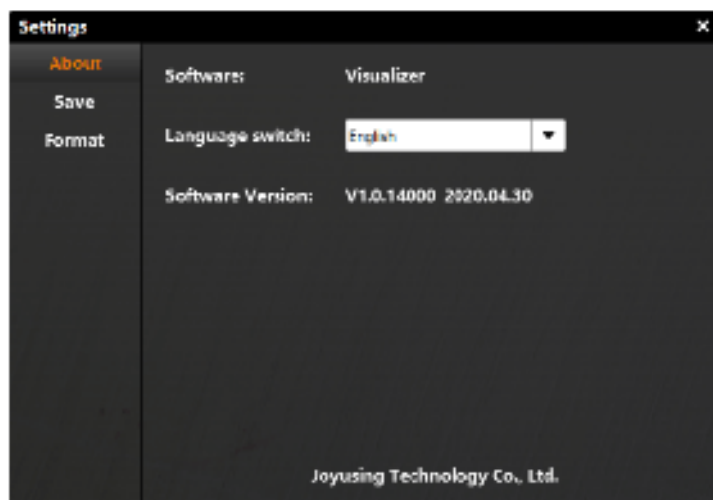 Settings ×
About
Save
Format
Software: Visualizer
Language switch: English
Software Version: V1.0.14000 2020.04.30
Joyusing Technology Co., Ltd.